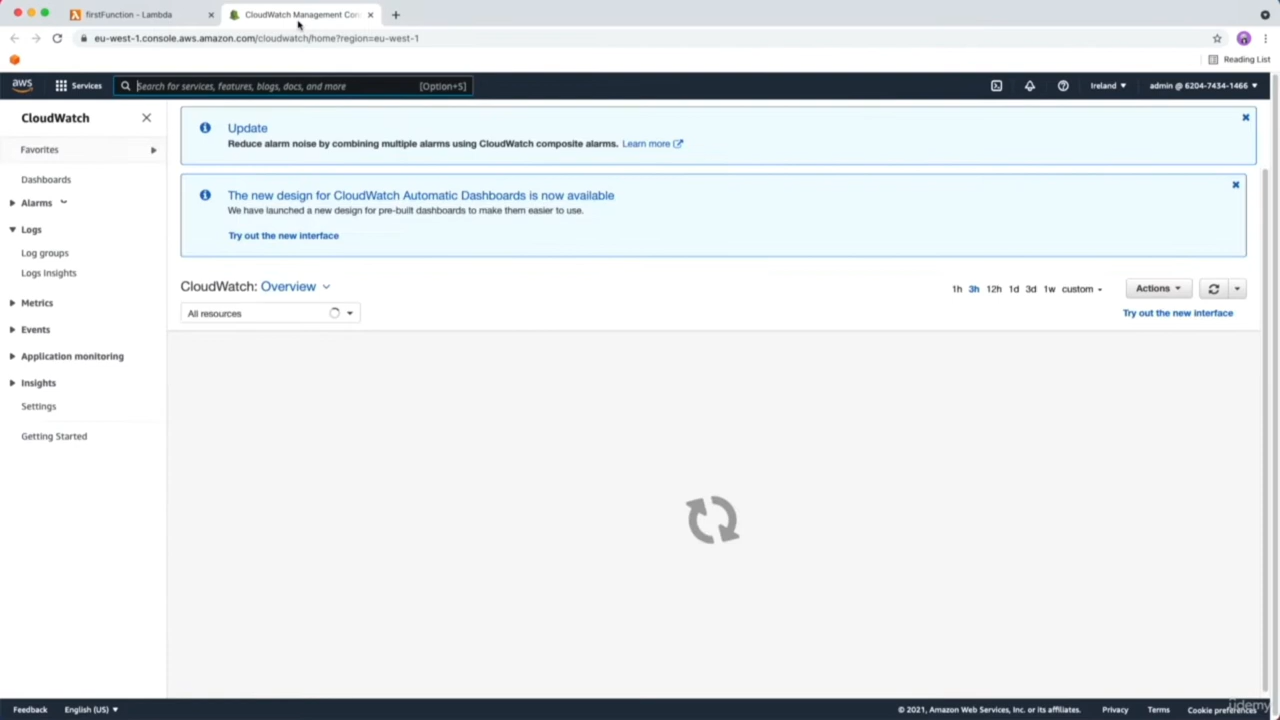 firstFunction - Lambda
CloudWatch Management Con
eu-west-1.console.aws.amazon.com/cloudwatch/home?region=eu-west-1
Reading List
aws
Services
Search for services, features, blogs, docs, and more
[Option+S]
Ireland
admin @ 6204-7434-1466
CloudWatch
Favorites
Dashboards
Alarms
Logs
Log groups
Logs Insights
Metrics
Events
Application monitoring
Insights
Settings
Getting Started
Update
Reduce alarm noise by combining multiple alarms using CloudWatch composite alarms. Learn more
The new design for CloudWatch Automatic Dashboards is now available
We have launched a new design for pre-built dashboards to make them easier to use.
Try out the new interface
CloudWatch: Overview
1h 3h 12h 1d 3d 1w custom
Actions
All resources
Try out the new interface
Feedback
English (US)
© 2021, Amazon Web Services, Inc. or its affiliates.
Privacy
Terms
Cookie preferences
udemy